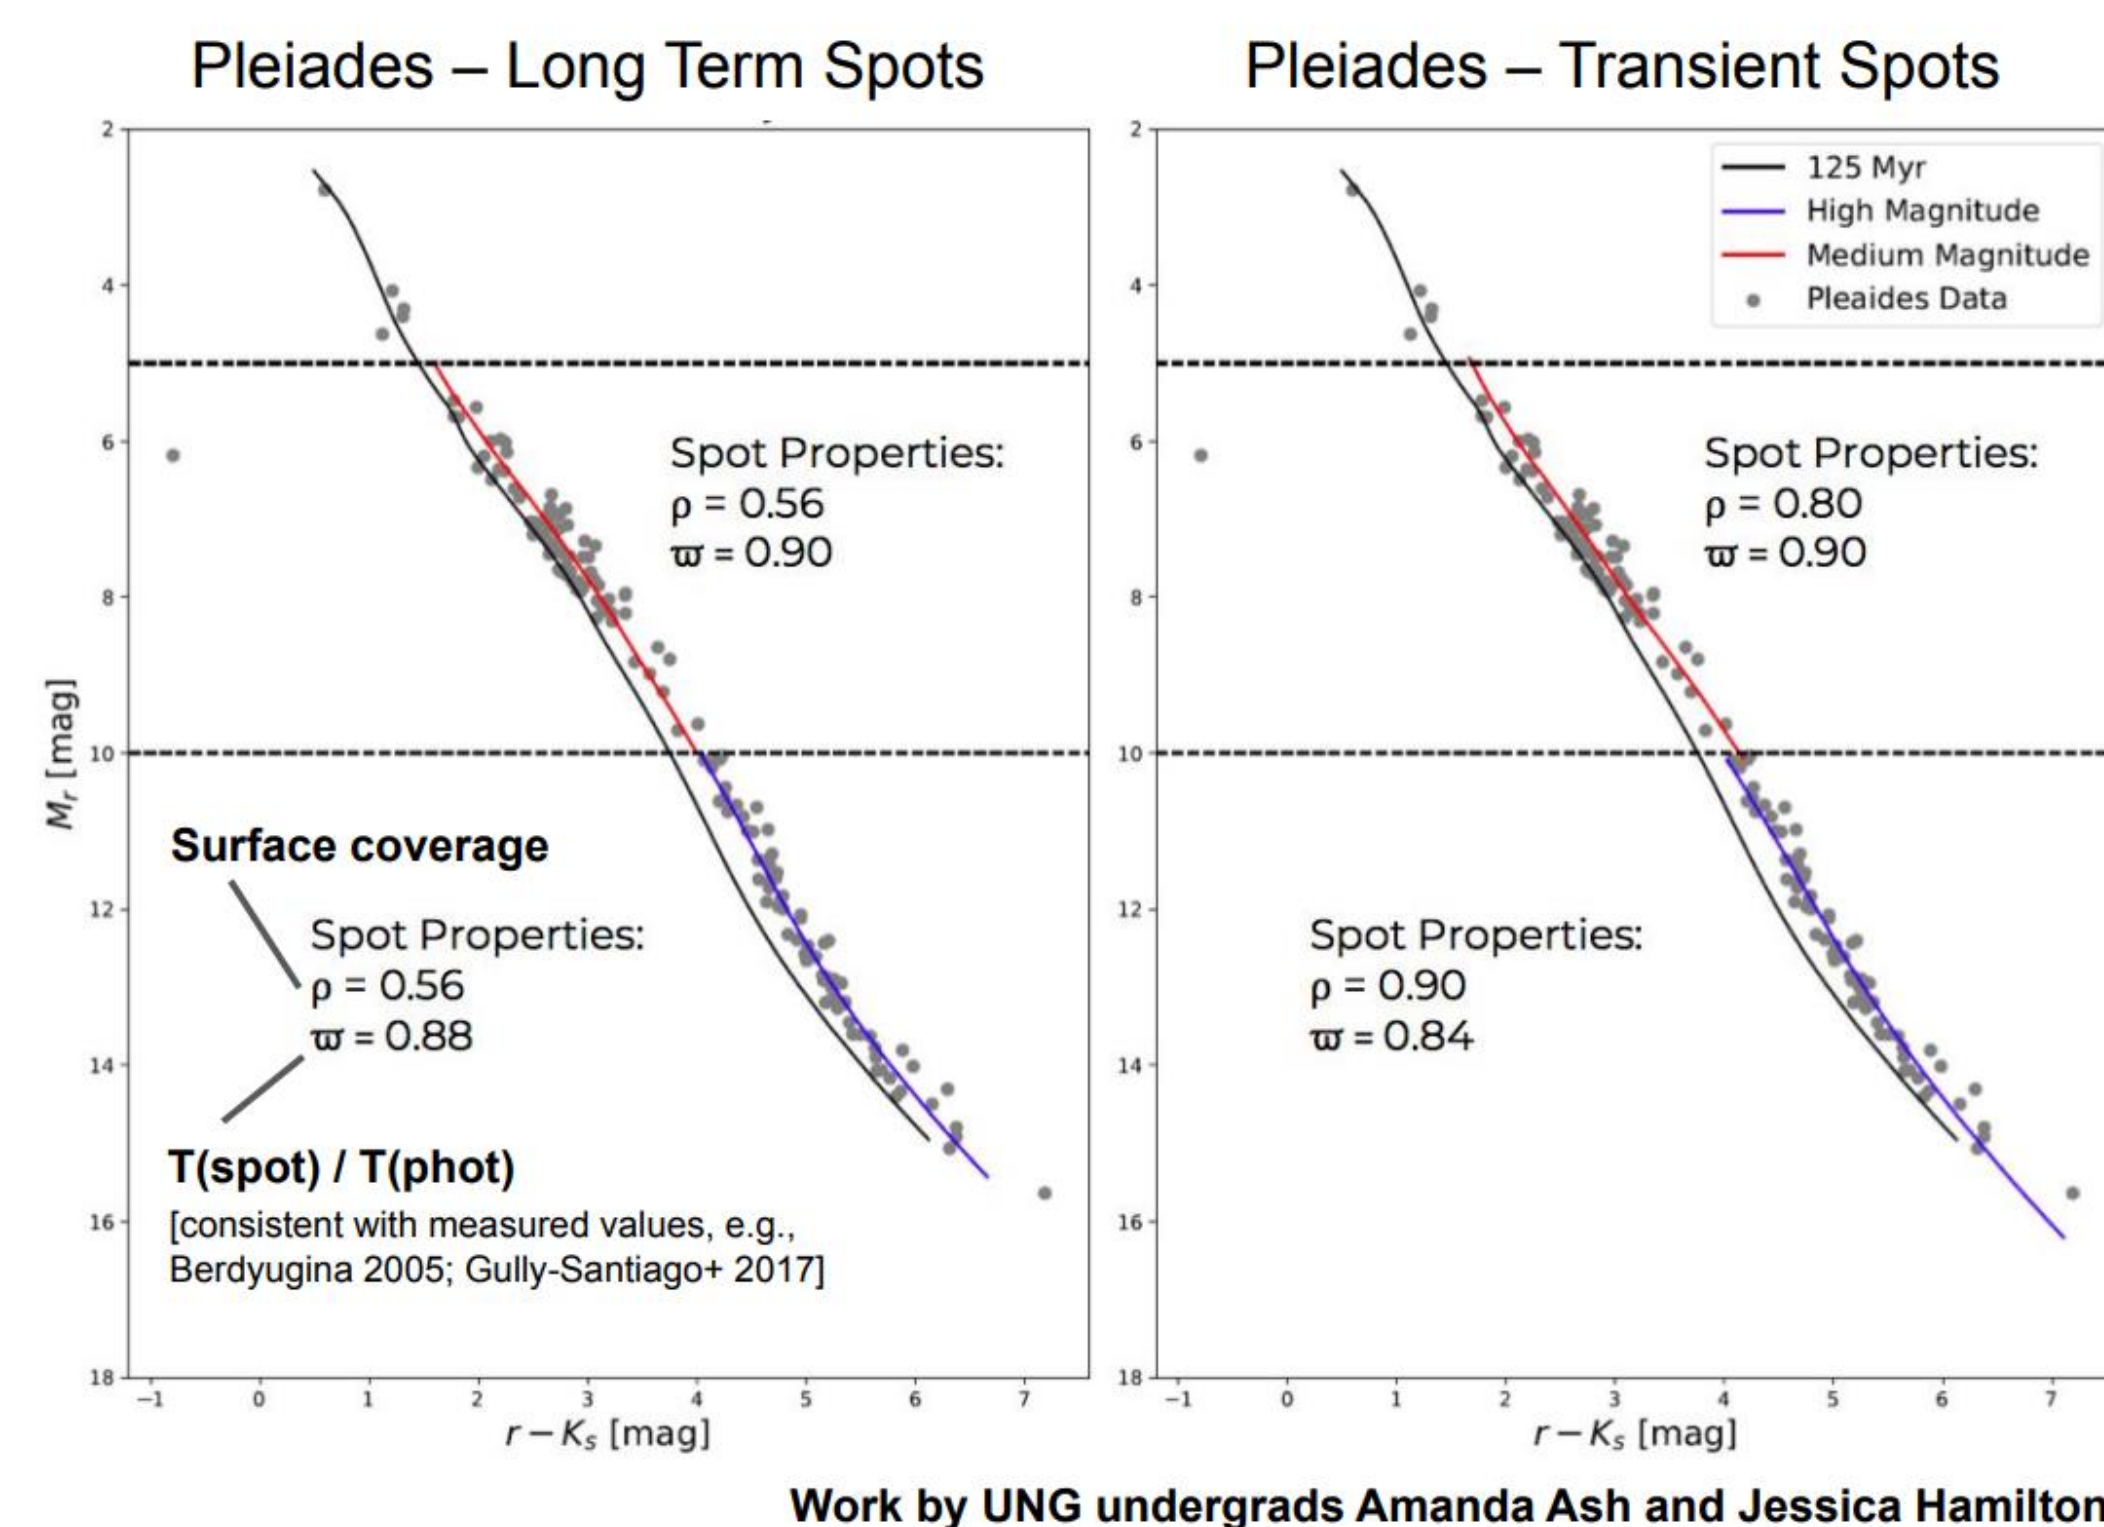 Pleiades – Long Term Spots
2
4
6
8
10
12
14
16
18
M_r [mag]
Spot Properties:
ρ = 0.56
ϖ = 0.90
Surface coverage
Spot Properties:
ρ = 0.56
ϖ = 0.88
T(spot) / T(phot)
[consistent with measured values, e.g.,
Berdyugina 2005; Gully-Santiago+ 2017]
−1 0 1 2 3 4 5 6 7
r − K_s [mag]
Pleiades – Transient Spots
2
4
6
8
10
12
14
16
18
125 Myr
High Magnitude
Medium Magnitude
Pleaides Data
Spot Properties:
ρ = 0.80
ϖ = 0.90
Spot Properties:
ρ = 0.90
ϖ = 0.84
−1 0 1 2 3 4 5 6 7
r − K_s [mag]
Work by UNG undergrads Amanda Ash and Jessica Hamilton